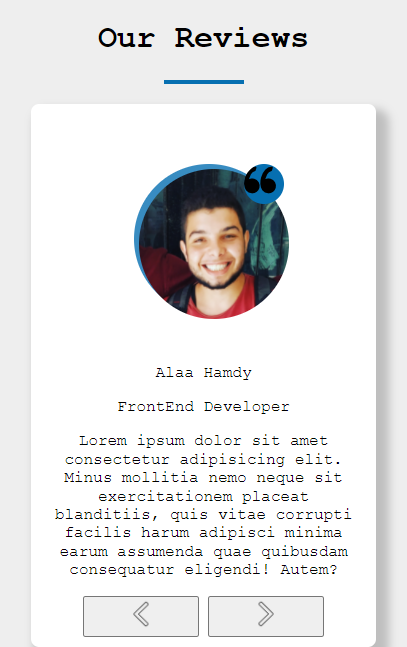 Our Reviews
❝
Alaa Hamdy
FrontEnd Developer
Lorem ipsum dolor sit amet
consectetur adipisicing elit.
Minus mollitia nemo neque sit
exercitationem placeat
blanditiis, quis vitae corrupti
facilis harum adipisci minima
earum assumenda quae quibusdam
consequatur eligendi! Autem?